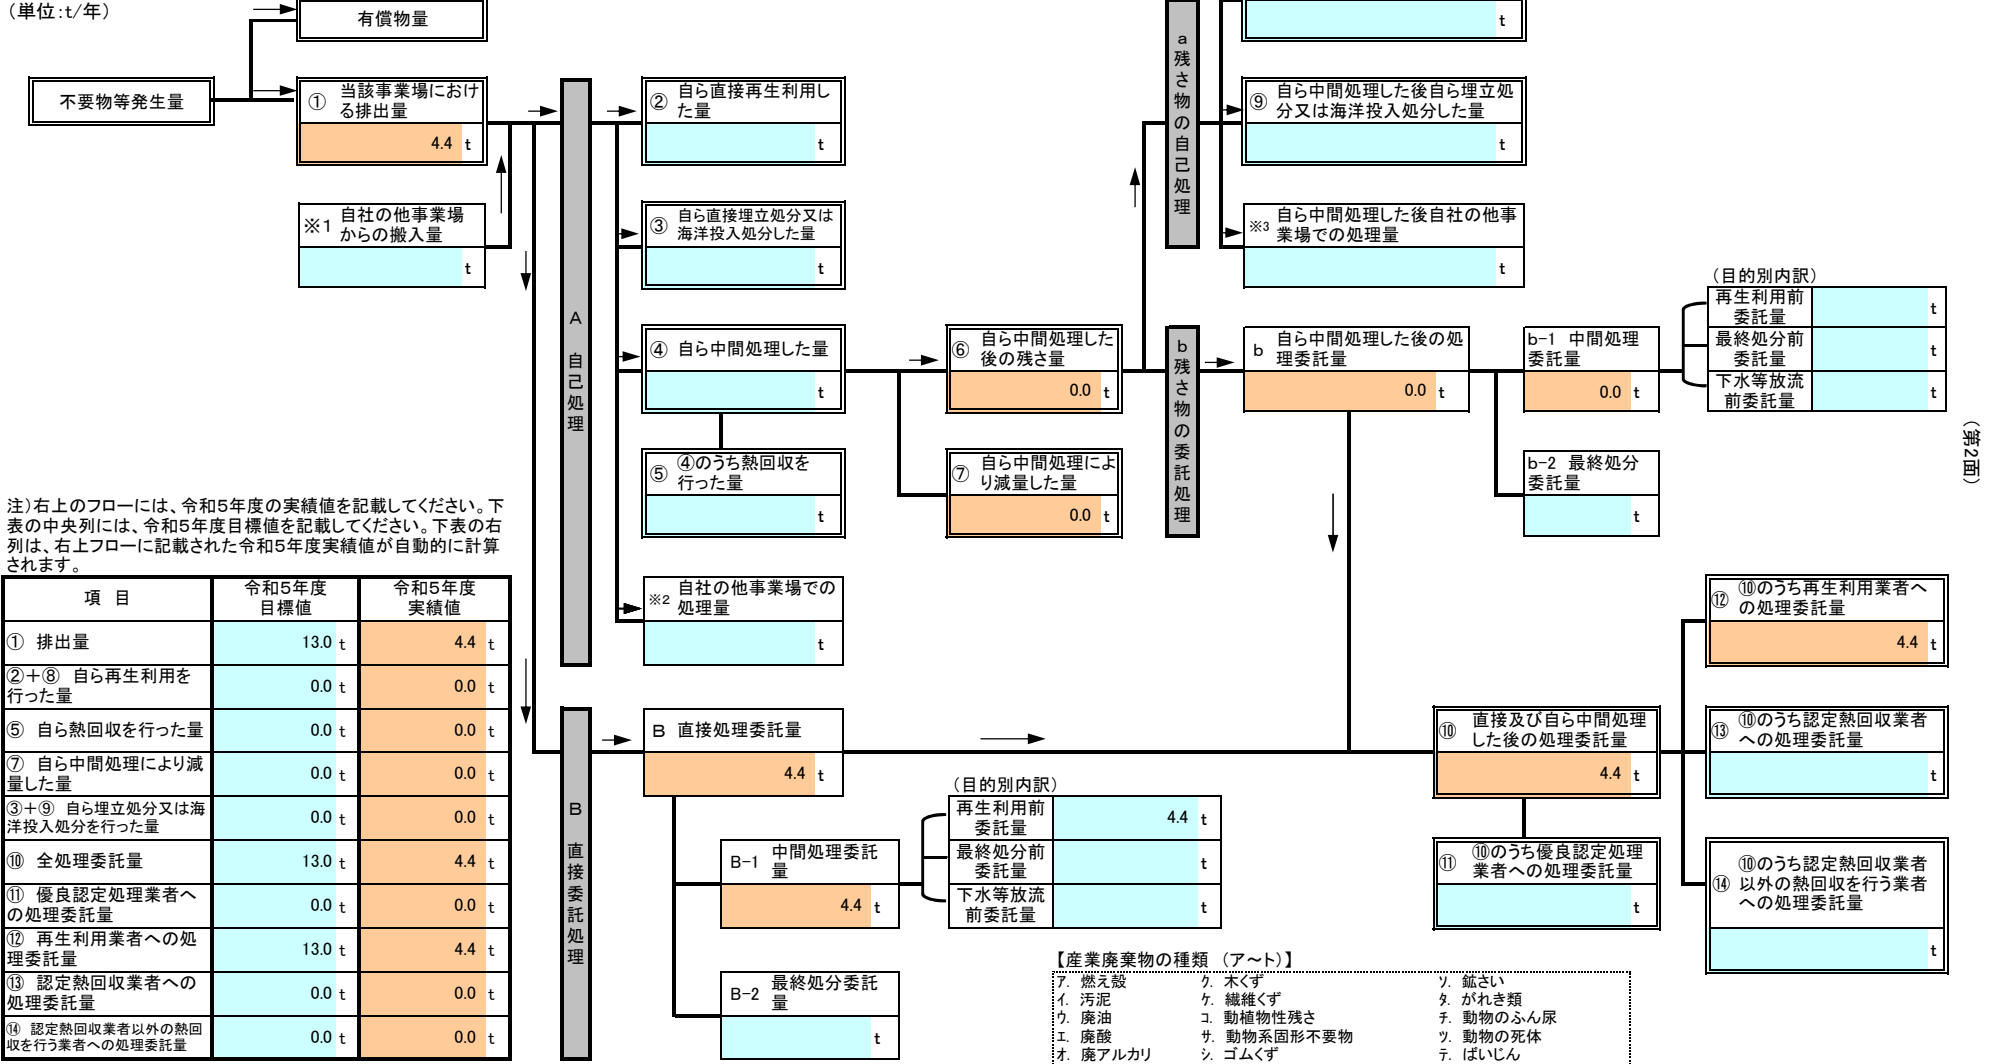 （単位：t/年）
有償物量
不要物等発生量
① 当該事業場におけ
る排出量
4.4 t
※1 自社の他事業場
からの搬入量
t
A 自己処理
② 自ら直接再生利用し
た量
t
③ 自ら直接埋立処分又は
海洋投入処分した量
t
④ 自ら中間処理した量
t
⑤ ④のうち熱回収を
行った量
t
※2 自社の他事業場での
処理量
t
⑥ 自ら中間処理した
後の残さ量
0.0 t
⑦ 自ら中間処理によ
り減量した量
0.0 t
a 残さ物の自己処理
t
⑨ 自ら中間処理した後自ら埋立処
分又は海洋投入処分した量
t
※3 自ら中間処理した後自社の他事
業場での処理量
t
b 残さ物の委託処理
b 自ら中間処理した後の処
理委託量
0.0 t
b-1 中間処理
委託量
0.0 t
（目的別内訳）
再生利用前
委託量
t
最終処分前
委託量
t
下水等放流
前委託量
t
b-2 最終処分
委託量
t
（第2面）
注）右上のフローには、令和5年度の実績値を記載してください。下
表の中央列には、令和5年度目標値を記載してください。下表の右
列は、右上フローに記載された令和5年度実績値が自動的に計算
されます。
項 目 令和5年度
目標値 令和5年度
実績値
① 排出量 13.0 t 4.4 t
②＋⑧ 自ら再生利用を
行った量 0.0 t 0.0 t
⑤ 自ら熱回収を行った量 0.0 t 0.0 t
⑦ 自ら中間処理により減
量した量 0.0 t 0.0 t
③＋⑨ 自ら埋立処分又は海
洋投入処分を行った量 0.0 t 0.0 t
⑩ 全処理委託量 13.0 t 4.4 t
⑪ 優良認定処理業者へ
の処理委託量 0.0 t 0.0 t
⑫ 再生利用業者への処
理委託量 13.0 t 4.4 t
⑬ 認定熱回収業者への
処理委託量 0.0 t 0.0 t
⑭ 認定熱回収業者以外の熱回
収を行う業者への処理委託量 0.0 t 0.0 t
B 直接委託処理
B 直接処理委託量
4.4 t
B-1 中間処理委託
量
4.4 t
（目的別内訳）
再生利用前
委託量
4.4 t
最終処分前
委託量
t
下水等放流
前委託量
t
B-2 最終処分委託
量
t
⑩ 直接及び自ら中間処理
した後の処理委託量
4.4 t
⑪ ⑩のうち優良認定処理
業者への処理委託量
t
⑫ ⑩のうち再生利用業者へ
の処理委託量
4.4 t
⑬ ⑩のうち認定熱回収業者
への処理委託量
t
⑭ ⑩のうち認定熱回収業者
以外の熱回収を行う業者
への処理委託量
t
【産業廃棄物の種類 （ア～ト）】
ア. 燃え殻 ク. 木くず ソ. 鉱さい
イ. 汚泥 ケ. 繊維くず タ. がれき類
ウ. 廃油 コ. 動植物性残さ チ. 動物のふん尿
エ. 廃酸 サ. 動物系固形不要物 ツ. 動物の死体
オ. 廃アルカリ シ. ゴムくず テ. ばいじん